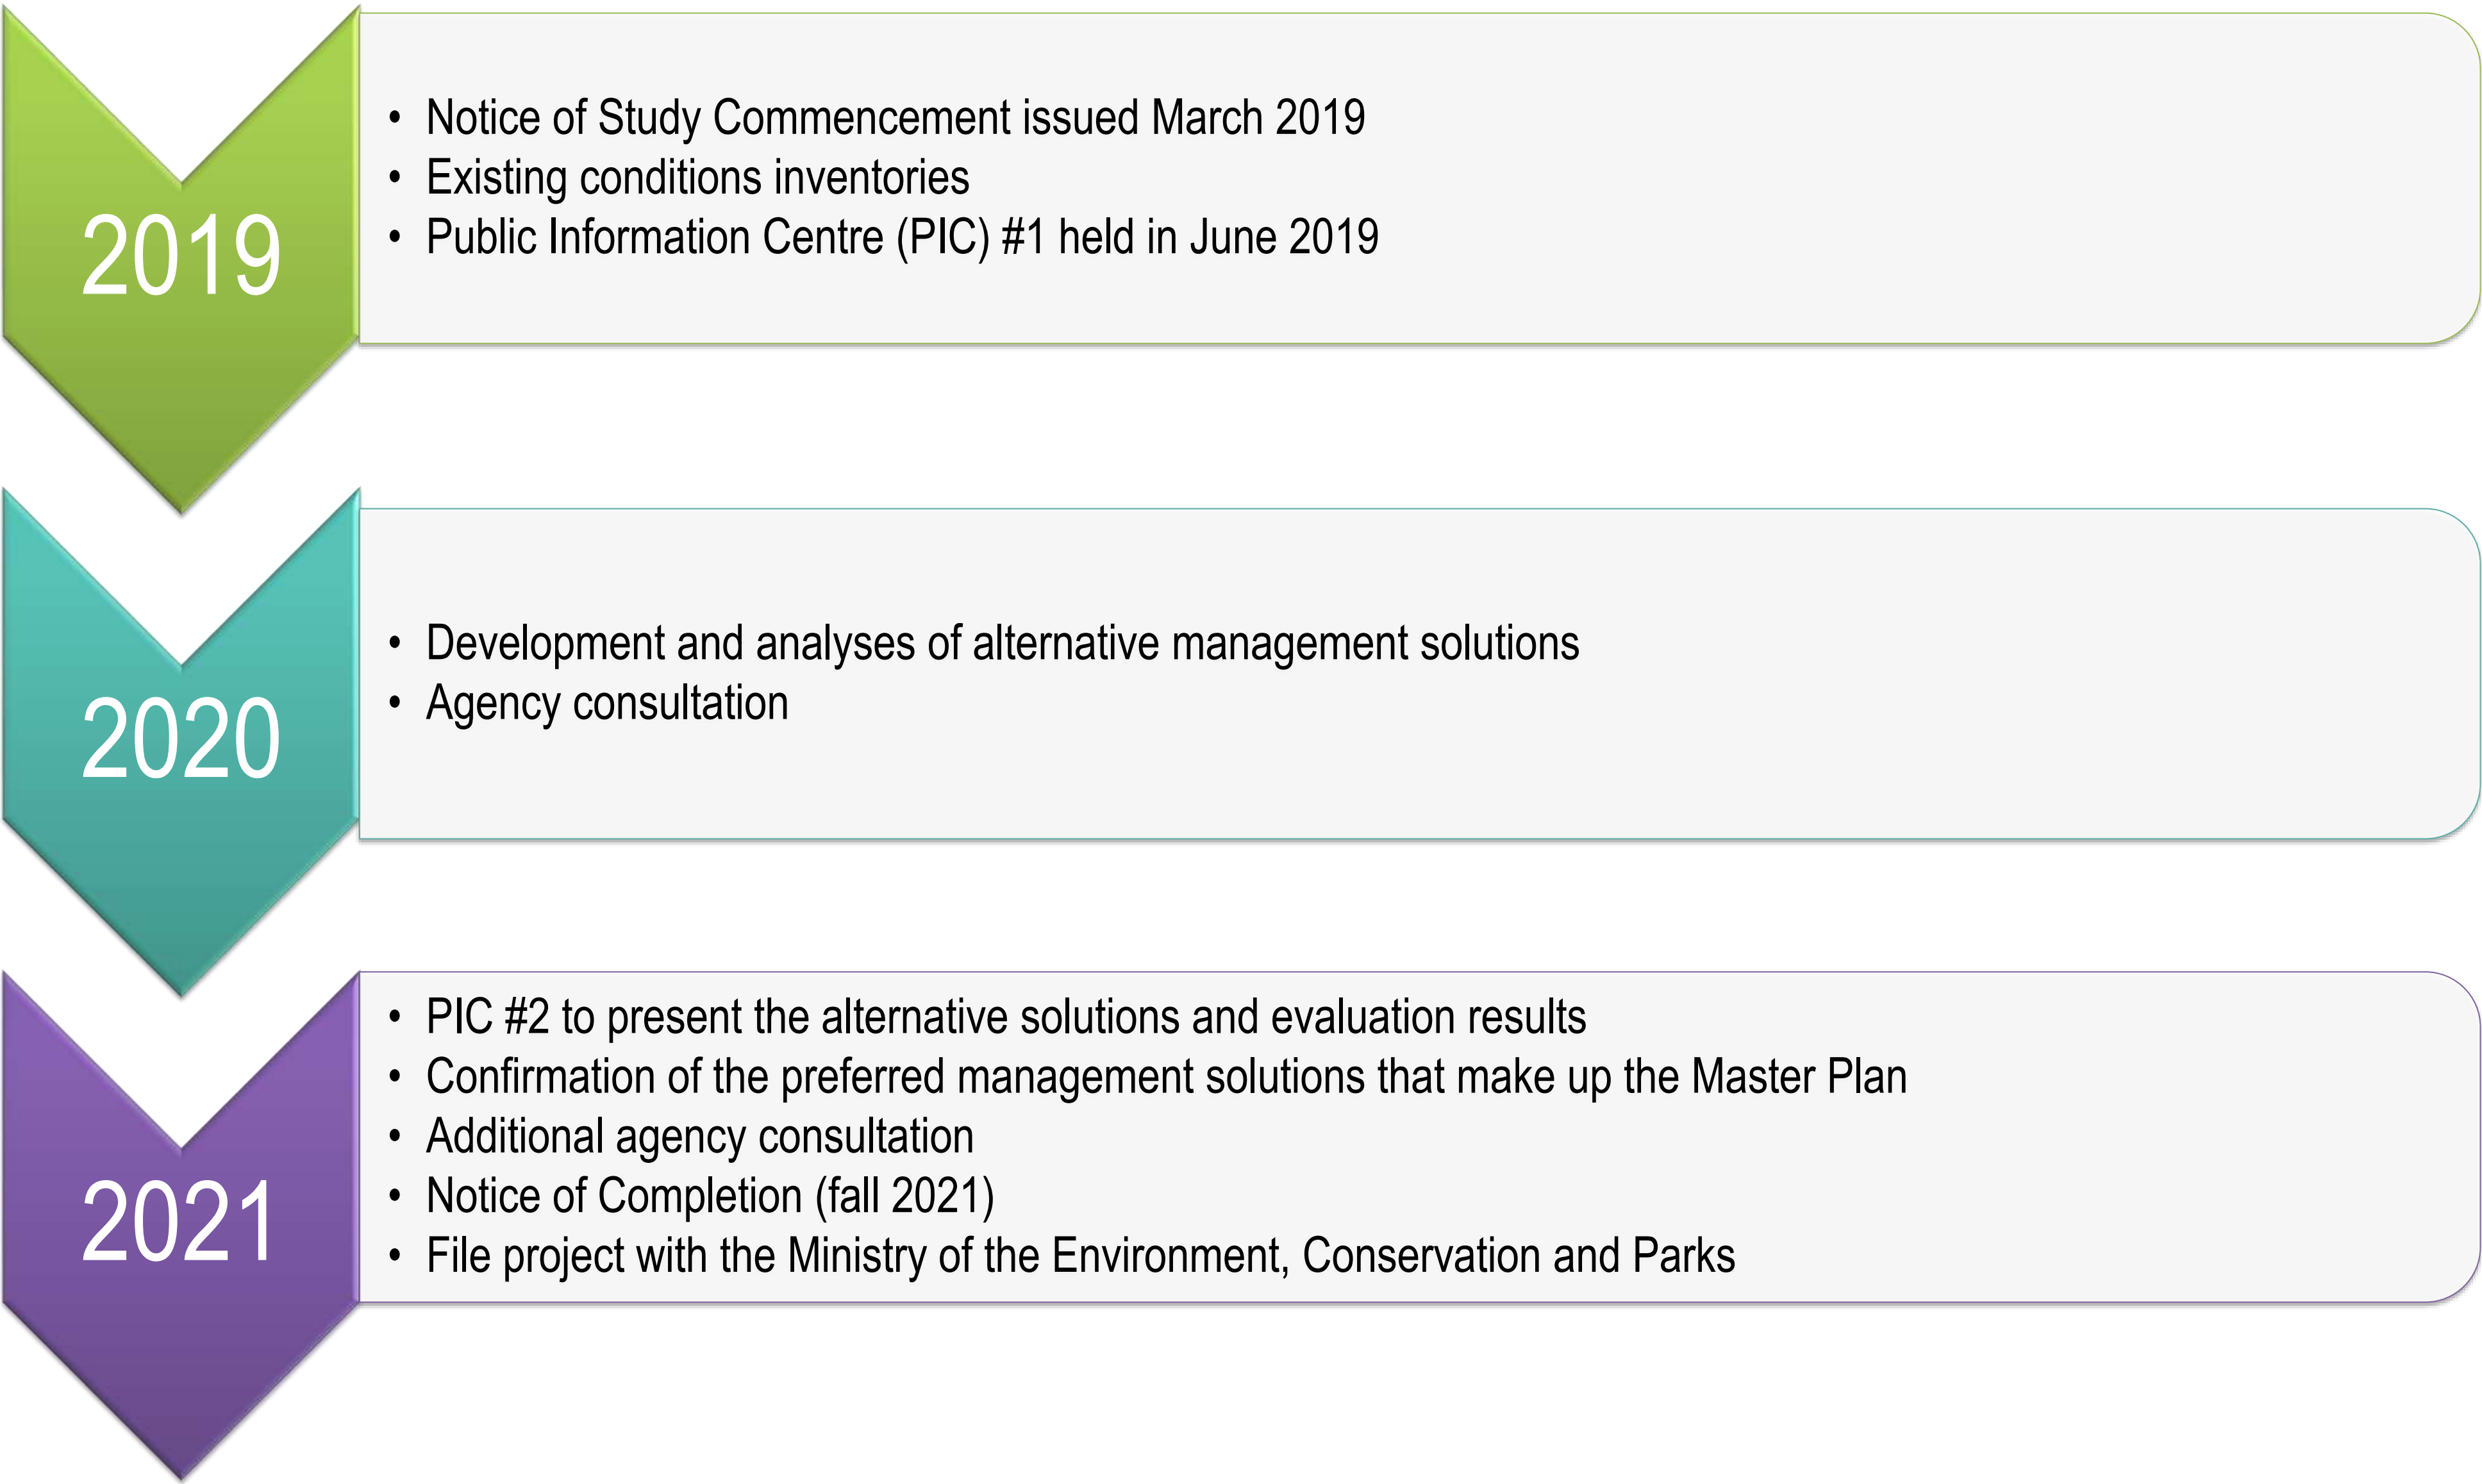 2019
• Notice of Study Commencement issued March 2019
• Existing conditions inventories
• Public Information Centre (PIC) #1 held in June 2019
2020
• Development and analyses of alternative management solutions
• Agency consultation
2021
• PIC #2 to present the alternative solutions and evaluation results
• Confirmation of the preferred management solutions that make up the Master Plan
• Additional agency consultation
• Notice of Completion (fall 2021)
• File project with the Ministry of the Environment, Conservation and Parks